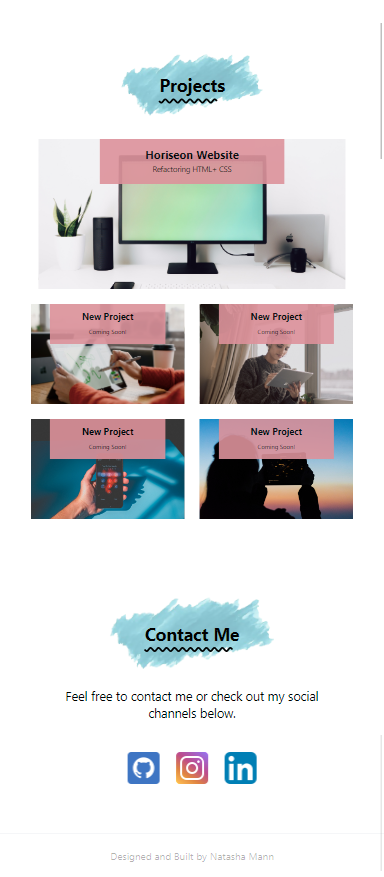 Projects
Horiseon Website
Refactoring HTML+ CSS
New Project
Coming Soon!
New Project
Coming Soon!
New Project
Coming Soon!
New Project
Coming Soon!
Contact Me
Feel free to contact me or check out my social
channels below.
in
Designed and Built by Natasha Mann